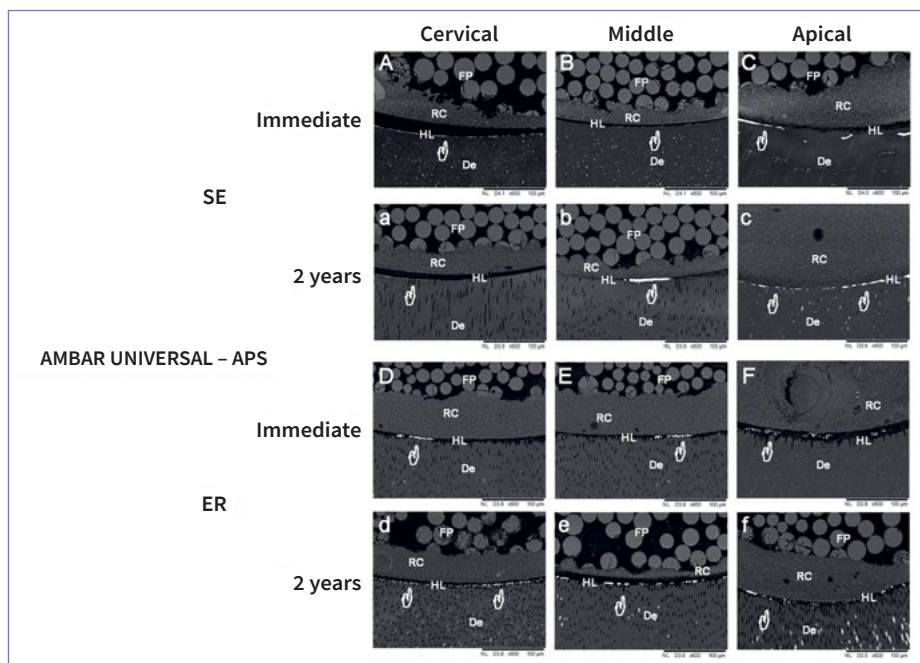 Cervical Middle Apical
A B C
FP FP
Immediate RC RC RC
HL HL HL
De De De
SE
a b c
FP FP
2 years RC RC RC
HL HL HL
De De De
AMBAR UNIVERSAL – APS
D E F
FP FP
Immediate RC RC RC
HL HL HL
De De De
ER
d e f
FP FP FP
2 years RC RC RC
HL HL HL
De De De